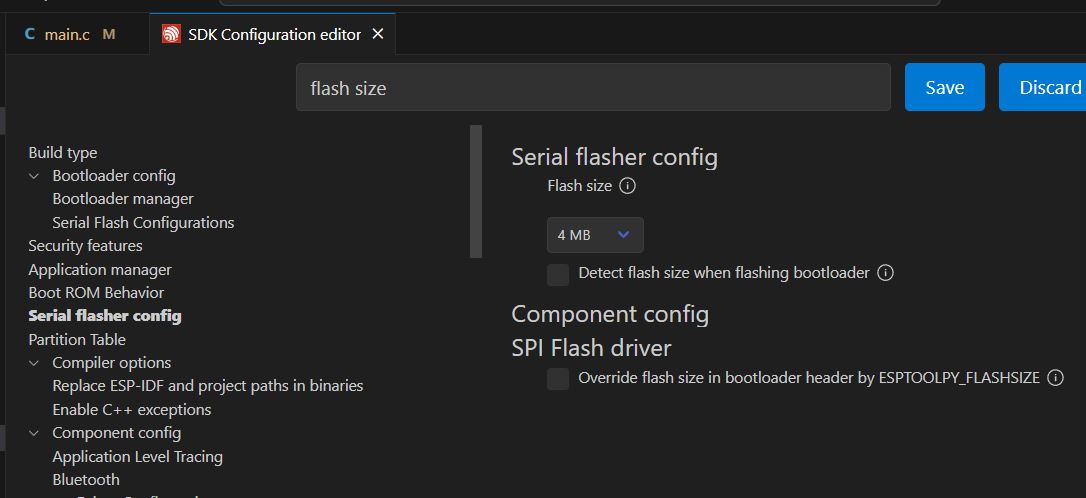 C main.c M
SDK Configuration editor ×
flash size
Save
Discard
Build type
Bootloader config
Bootloader manager
Serial Flash Configurations
Security features
Application manager
Boot ROM Behavior
Serial flasher config
Partition Table
Compiler options
Replace ESP-IDF and project paths in binaries
Enable C++ exceptions
Component config
Application Level Tracing
Bluetooth
Serial flasher config
Flash size
4 MB
Detect flash size when flashing bootloader
Component config
SPI Flash driver
Override flash size in bootloader header by ESPTOOLPY_FLASHSIZE